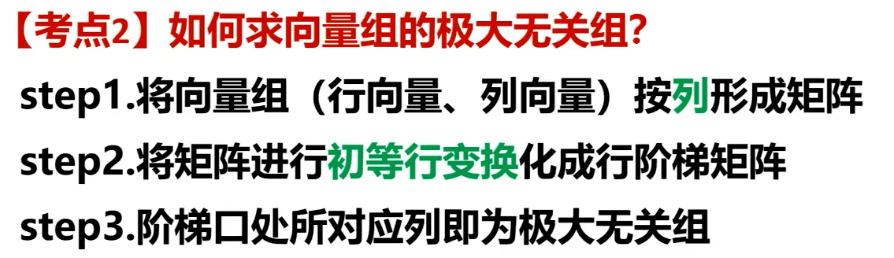 【考点2】如何求向量组的极大无关组？
step1.将向量组（行向量、列向量）按列形成矩阵
step2.将矩阵进行初等行变换化成行阶梯矩阵
step3.阶梯口处所对应列即为极大无关组